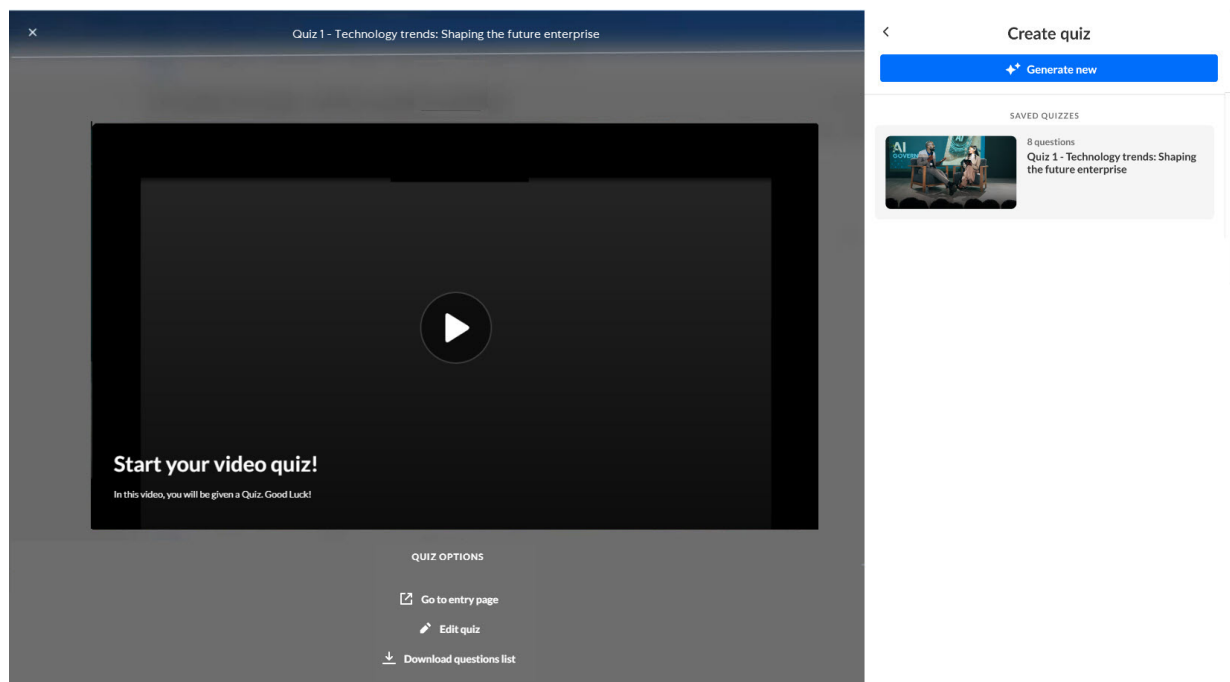 Quiz 1 - Technology trends: Shaping the future enterprise
Start your video quiz!
In this video, you will be given a Quiz. Good Luck!
QUIZ OPTIONS
Go to entry page
Edit quiz
Download questions list
Create quiz
Generate new
SAVED QUIZZES
AI
GOVERN
AI
8 questions
Quiz 1 - Technology trends: Shaping
the future enterprise